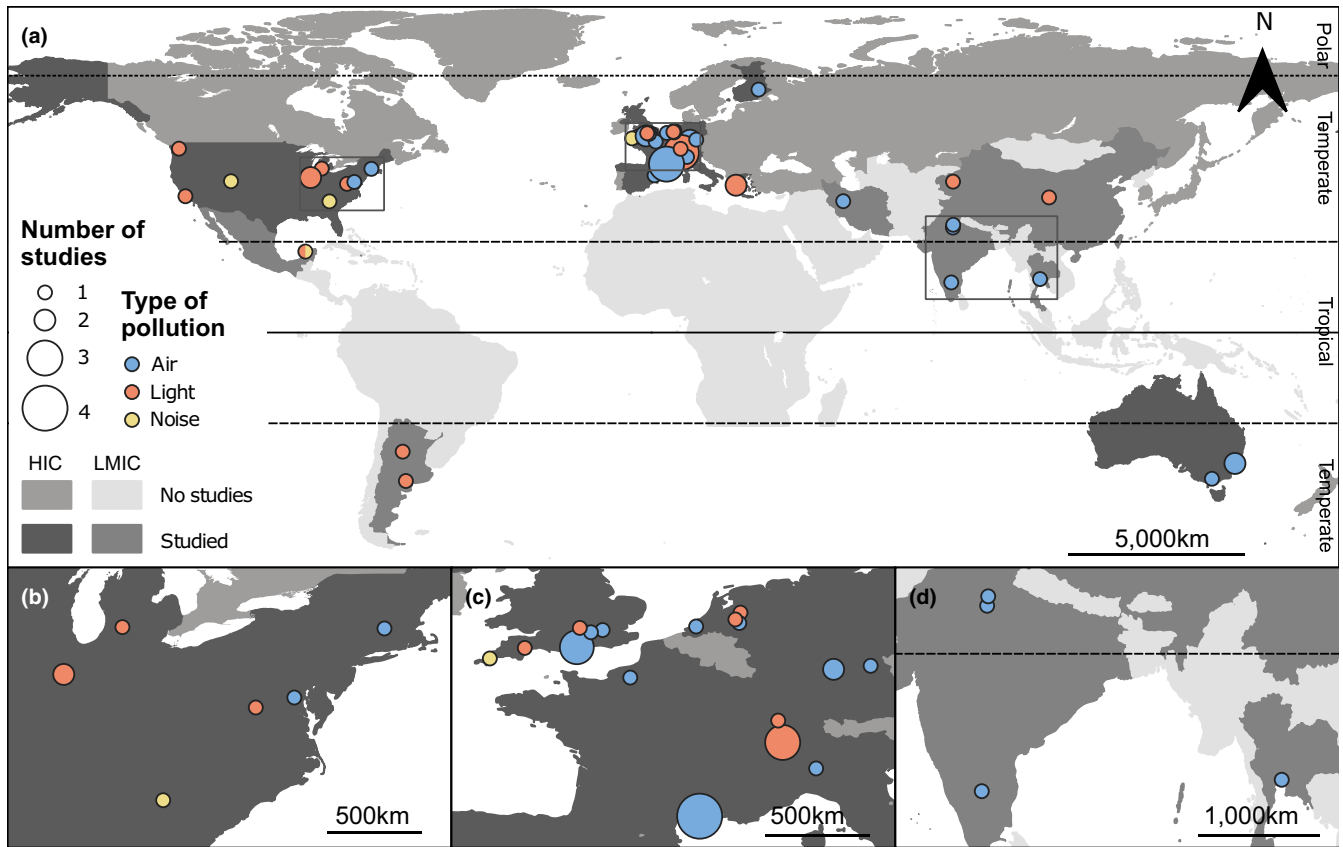 (a)
N
Polar
Temperate
Tropical
Temperate
Number of
studies
1
2
3
4
Type of
pollution
Air
Light
Noise
HIC LMIC
No studies
Studied
5,000km
(b)
500km
(c)
500km
(d)
1,000km